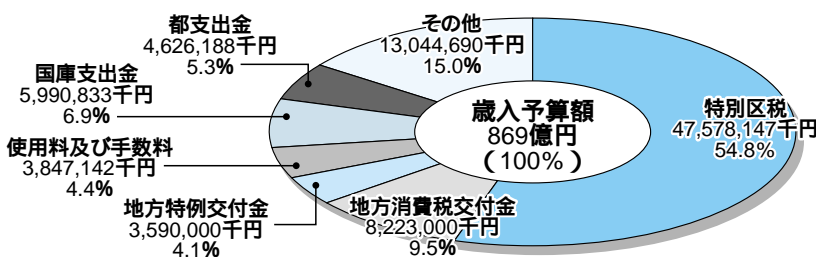 都支出金
4,626,188千円
5.3%
その他
13,044,690千円
15.0%
国庫支出金
5,990,833千円
6.9%
歳入予算額
869億円
(100%)
特別区税
47,578,147千円
54.8%
使用料及び手数料
3,847,142千円
4.4%
地方特例交付金
3,590,000千円
4.1%
地方消費税交付金
8,223,000千円
9.5%